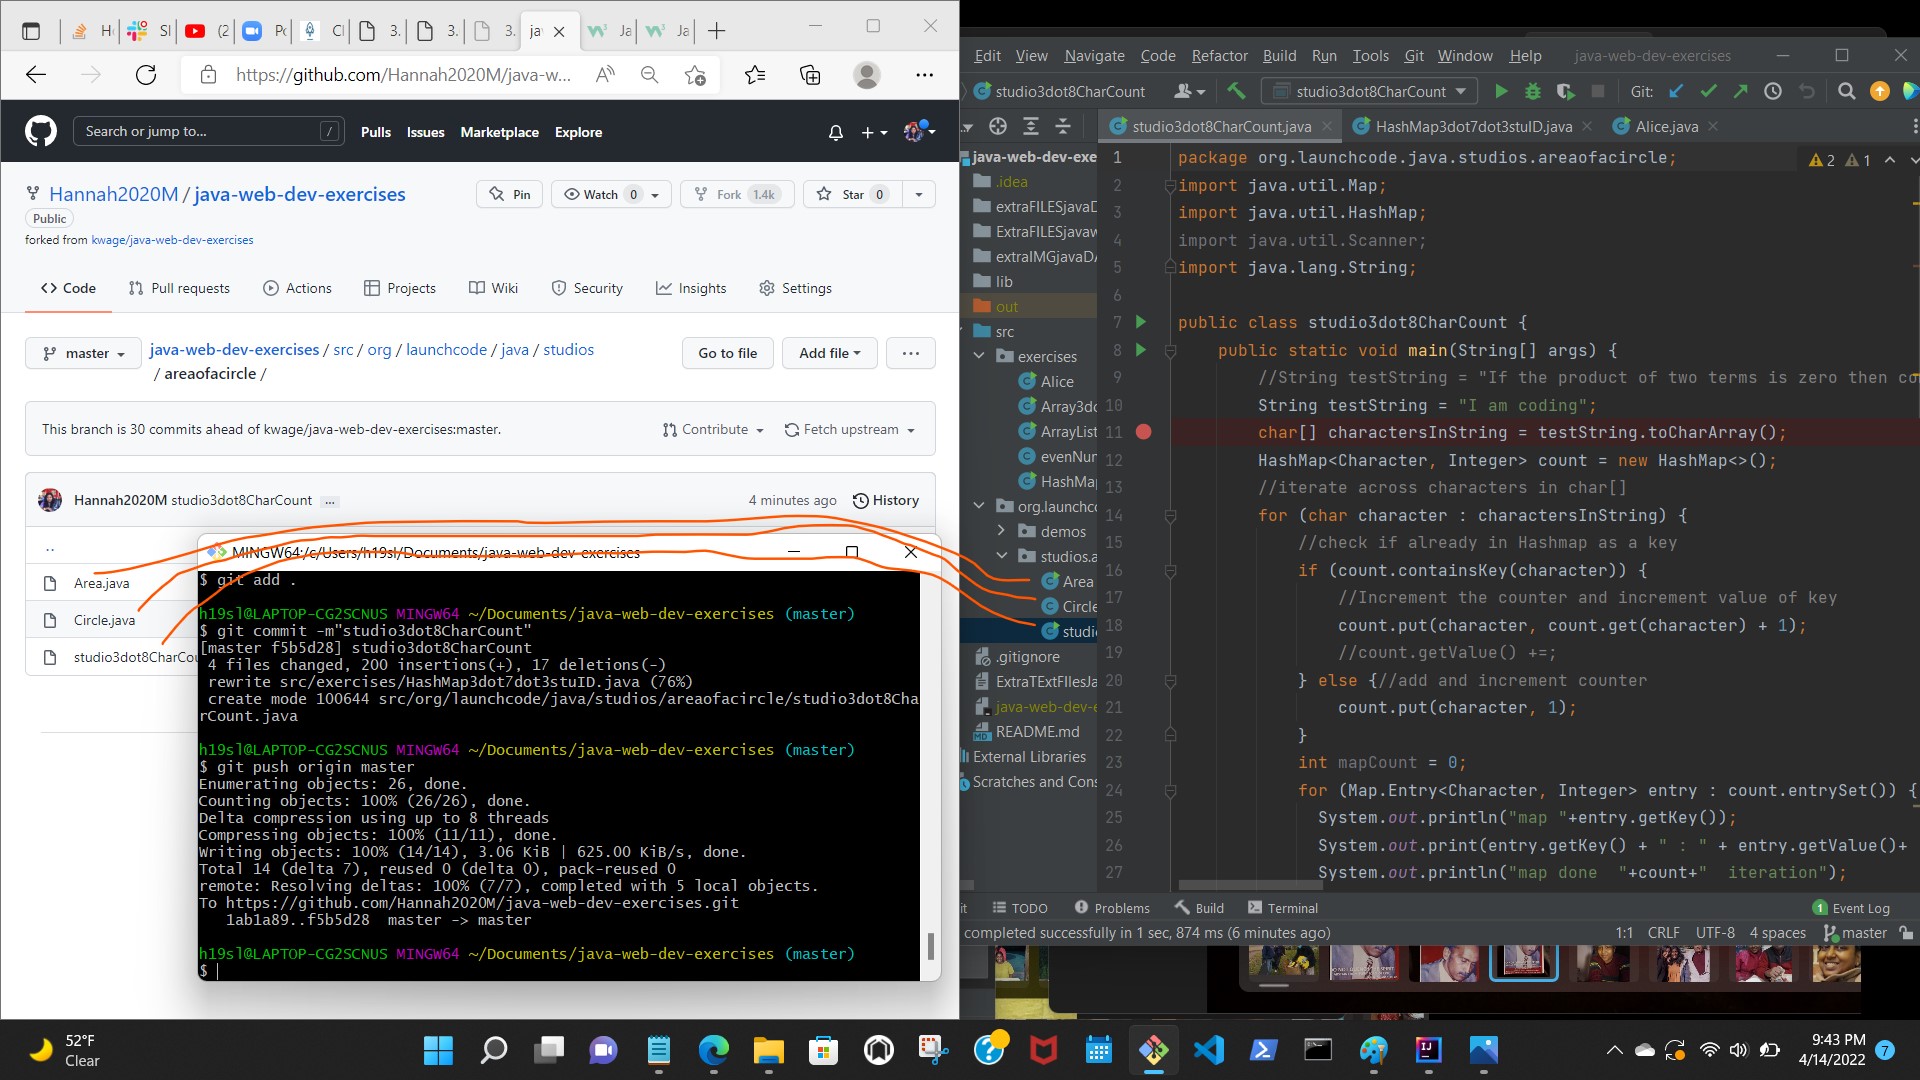 (2
3.
3.
3.
https://github.com/Hannah2020M/java-w...
Search or jump to...
/
Pulls
Issues
Marketplace
Explore
Hannah2020M / java-web-dev-exercises
Public
forked from kwage/java-web-dev-exercises
Pin
Watch 0
Fork 1.4k
Star 0
<> Code
Pull requests
Actions
Projects
Wiki
Security
Insights
Settings
master
java-web-dev-exercises / src / org / launchcode / java / studios
/ areaofacircle /
Go to file
Add file
...
This branch is 30 commits ahead of kwage/java-web-dev-exercises:master.
Contribute
Fetch upstream
Hannah2020M studio3dot8CharCount ...
4 minutes ago
History
..
Area.java
Circle.java
studio3dot8CharCou
MINGW64:/c/Users/h19sl/Documents/java-web-dev-exercises
$ git add .
h19sl@LAPTOP-CG2SCNUS MINGW64 ~/Documents/java-web-dev-exercises (master)
$ git commit -m"studio3dot8CharCount"
[master f5b5d28] studio3dot8CharCount
4 files changed, 200 insertions(+), 17 deletions(-)
rewrite src/exercises/HashMap3dot7dot3stuID.java (76%)
create mode 100644 src/org/launchcode/java/studios/areaofacircle/studio3dot8Cha
rCount.java
h19sl@LAPTOP-CG2SCNUS MINGW64 ~/Documents/java-web-dev-exercises (master)
$ git push origin master
Enumerating objects: 26, done.
Counting objects: 100% (26/26), done.
Delta compression using up to 8 threads
Compressing objects: 100% (11/11), done.
Writing objects: 100% (14/14), 3.06 KiB | 625.00 KiB/s, done.
Total 14 (delta 7), reused 0 (delta 0), pack-reused 0
remote: Resolving deltas: 100% (7/7), completed with 5 local objects.
To https://github.com/Hannah2020M/java-web-dev-exercises.git
1ab1a89..f5b5d28 master -> master
h19sl@LAPTOP-CG2SCNUS MINGW64 ~/Documents/java-web-dev-exercises (master)
$
Edit View Navigate Code Refactor Build Run Tools Git Window Help java-web-dev-exercises
studio3dot8CharCount
studio3dot8CharCount
Git:
studio3dot8CharCount.java
HashMap3dot7dot3stuID.java
Alice.java
java-web-dev-exe
.idea
extraFILESjavaD
ExtraFILESjavaw
extraIMGjavaDA
lib
out
src
exercises
Alice
Array3do
ArrayList
evenNum
HashMap
org.launchco
demos
studios.a
Area
Circle
studio
.gitignore
ExtraTExtFIlesJa
java-web-dev-e
README.md
External Libraries
Scratches and Cons
2 1
1 package org.launchcode.java.studios.areaofacircle;
2 import java.util.Map;
3 import java.util.HashMap;
4 import java.util.Scanner;
5 import java.lang.String;
6
7 public class studio3dot8CharCount {
8 public static void main(String[] args) {
9 //String testString = "If the product of two terms is zero then co
10 String testString = "I am coding";
11 char[] charactersInString = testString.toCharArray();
12 HashMap<Character, Integer> count = new HashMap<>();
13 //iterate across characters in char[]
14 for (char character : charactersInString) {
15 //check if already in Hashmap as a key
16 if (count.containsKey(character)) {
17 //Increment the counter and increment value of key
18 count.put(character, count.get(character) + 1);
19 //count.getValue() +=;
20 } else {//add and increment counter
21 count.put(character, 1);
22 }
23 int mapCount = 0;
24 for (Map.Entry<Character, Integer> entry : count.entrySet()) {
25 System.out.println("map "+entry.getKey());
26 System.out.print(entry.getKey() + " : " + entry.getValue()+
27 System.out.println("map done "+count+" iteration");
it
TODO
Problems
Build
Terminal
1 Event Log
completed successfully in 1 sec, 874 ms (6 minutes ago)
1:1 CRLF UTF-8 4 spaces master
52°F
Clear
9:43 PM
4/14/2022
7